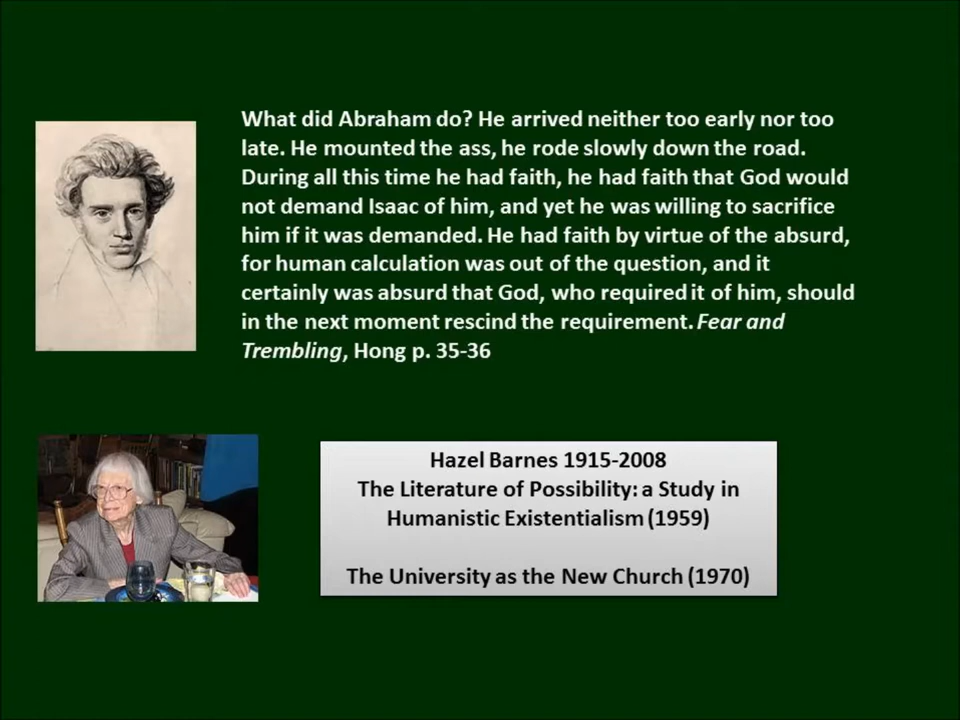 What did Abraham do? He arrived neither too early nor too
late. He mounted the ass, he rode slowly down the road.
During all this time he had faith, he had faith that God would
not demand Isaac of him, and yet he was willing to sacrifice
him if it was demanded. He had faith by virtue of the absurd,
for human calculation was out of the question, and it
certainly was absurd that God, who required it of him, should
in the next moment rescind the requirement. Fear and
Trembling, Hong p. 35-36
Hazel Barnes 1915-2008
The Literature of Possibility: a Study in
Humanistic Existentialism (1959)
The University as the New Church (1970)